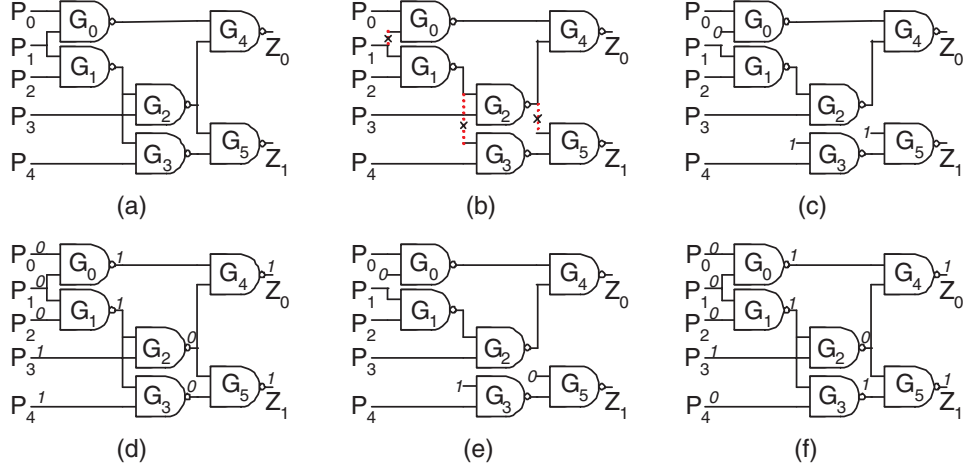 P0 G0 G4 Z0
P1 G1
P2
P3 G2
P4 G3 G5 Z1
(a)
P0 G0 G4 Z0
P1 G1
P2
P3 G2
P4 G3 G5 Z1
(b)
P0 0 G0 G4 Z0
P1 G1
P2
P3 G2
P4 1 G3 1 G5 Z1
(c)
P0 0 G0 1 G4 1 Z0
P1 0 G1 1
P2 0
P3 1 G2 0
P4 1 G3 0 G5 1 Z1
(d)
P0 0 G0 G4 Z0
P1 G1
P2
P3 G2
P4 1 G3 0 G5 Z1
(e)
P0 0 G0 1 G4 1 Z0
P1 0 G1 1
P2 0
P3 1 G2 0
P4 0 G3 1 G5 1 Z1
(f)